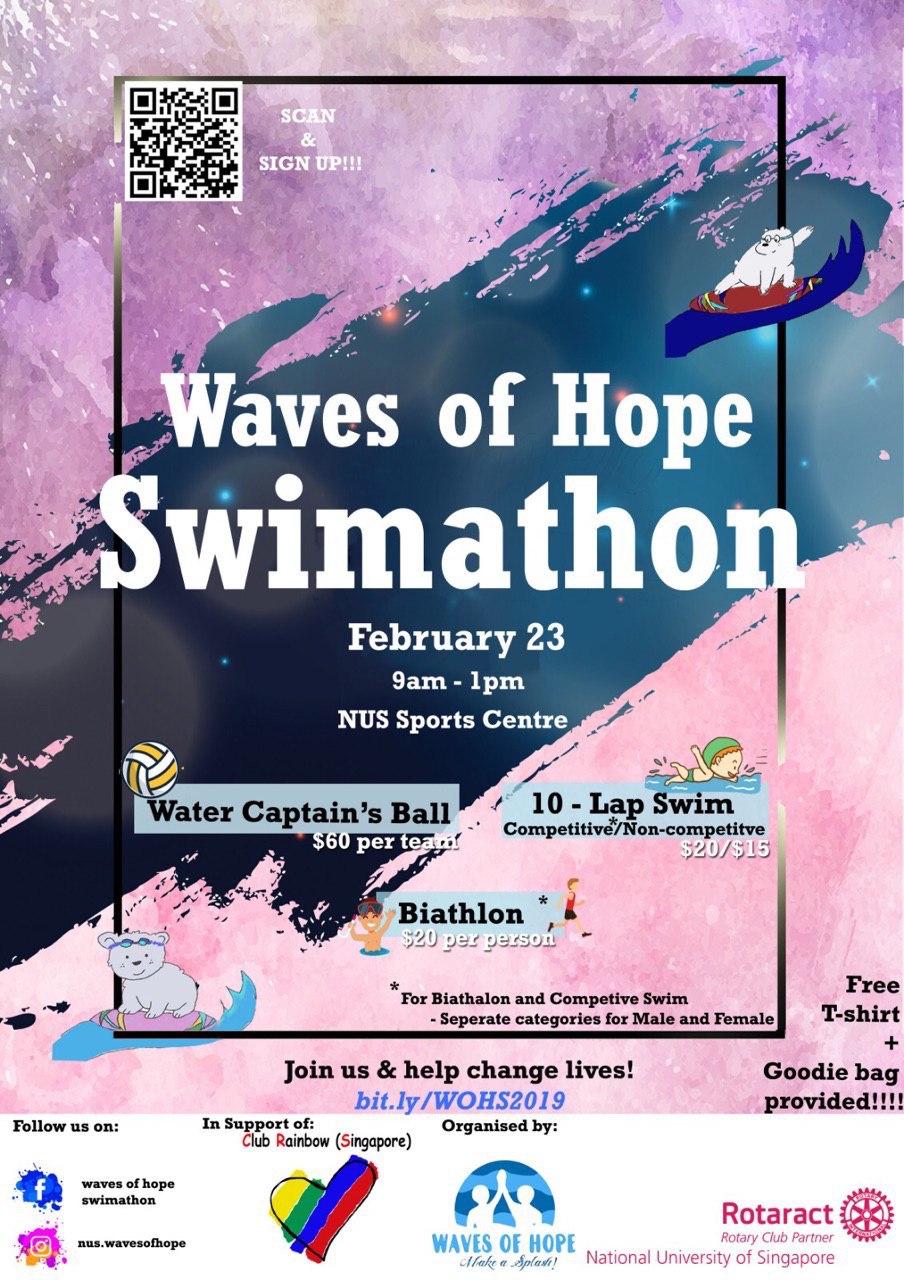 SCAN
&
SIGN UP!!!
Waves of Hope
Swimathon
February 23
9am - 1pm
NUS Sports Centre
Water Captain's Ball
$60 per team
10 - Lap Swim
Competitive*/Non-competitve
$20/$15
Biathlon *
$20 per person
*For Biathalon and Competive Swim
- Seperate categories for Male and Female
Free
T-shirt
+
Goodie bag
provided!!!!
Join us & help change lives!
bit.ly/WOHS2019
Follow us on:
waves of hope
swimathon
nus.wavesofhope
In Support of:
Club Rainbow (Singapore)
Organised by:
WAVES OF HOPE
Make a Splash!
Rotaract
Rotary Club Partner
National University of Singapore
ROTARY
INTERNATIONAL